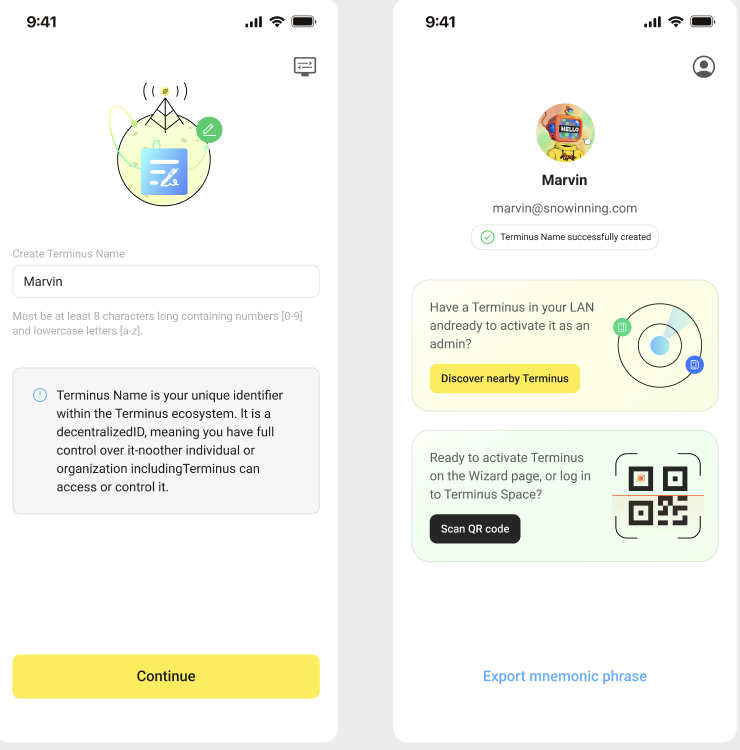 9:41
Create Terminus Name
Marvin
Must be at least 8 characters long containing numbers [0-9]
and lowercase letters [a-z].
Terminus Name is your unique identifier
within the Terminus ecosystem. It is a
decentralizedID, meaning you have full
control over it-noother individual or
organization includingTerminus can
access or control it.
Continue
9:41
HELLO
Marvin
marvin@snowinning.com
Terminus Name successfully created
Have a Terminus in your LAN
andready to activate it as an
admin?
Discover nearby Terminus
Ready to activate Terminus
on the Wizard page, or log in
to Terminus Space?
Scan QR code
Export mnemonic phrase